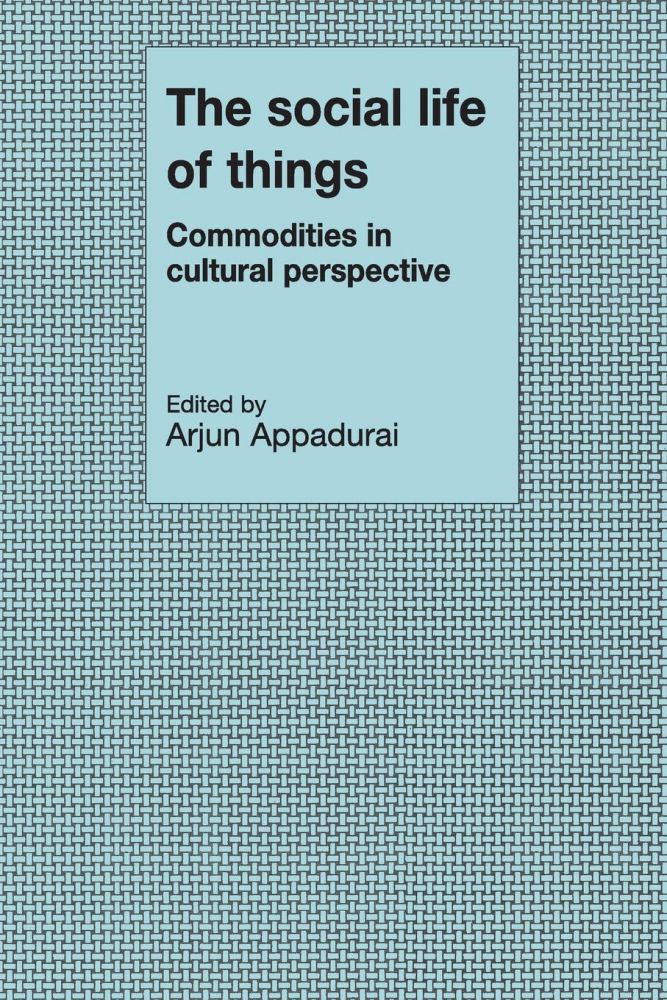 The social life
of things
Commodities in
cultural perspective
Edited by
Arjun Appadurai